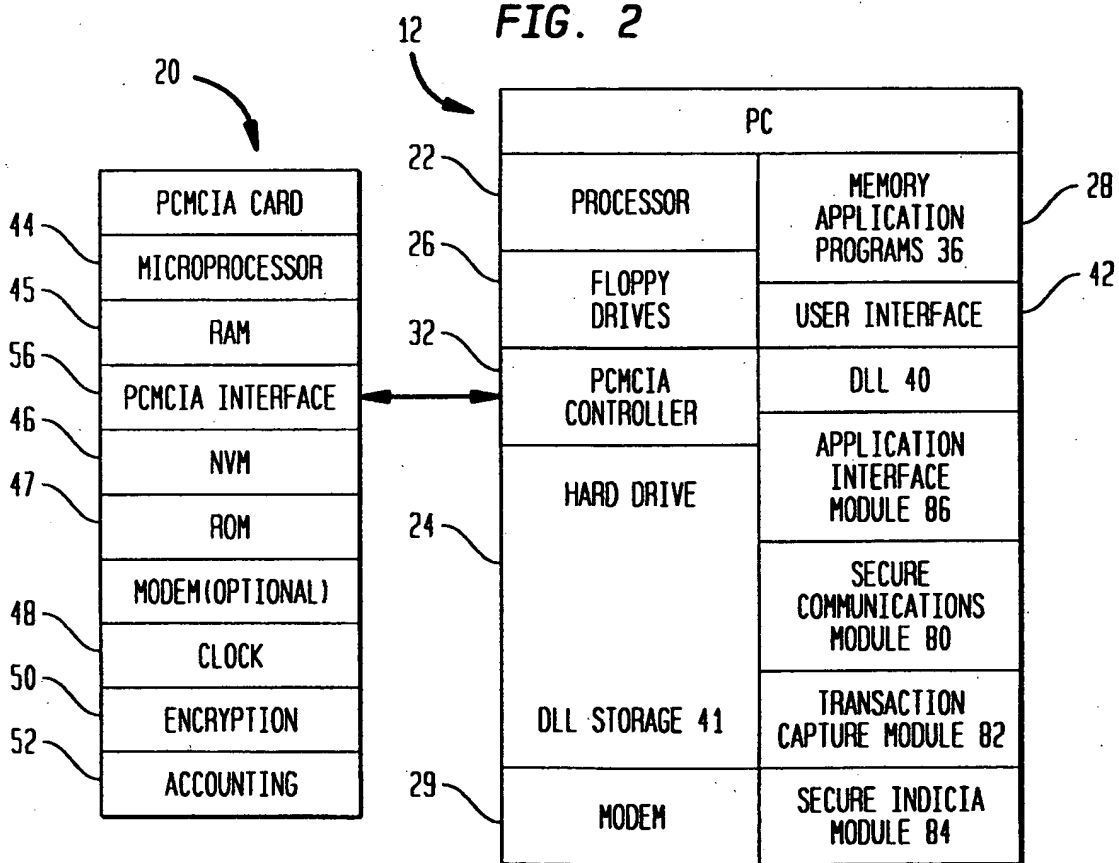 FIG. 2
20
12
PCMCIA CARD
44
MICROPROCESSOR
45
RAM
56
PCMCIA INTERFACE
46
NVM
47
ROM
MODEM(OPTIONAL)
48
CLOCK
50
ENCRYPTION
52
ACCOUNTING
PC
22
PROCESSOR
26
FLOPPY
DRIVES
32
PCMCIA
CONTROLLER
24
HARD DRIVE
DLL STORAGE 41
29
MODEM
MEMORY
APPLICATION
PROGRAMS 36
28
USER INTERFACE
42
DLL 40
APPLICATION
INTERFACE
MODULE 86
SECURE
COMMUNICATIONS
MODULE 80
TRANSACTION
CAPTURE MODULE 82
SECURE INDICIA
MODULE 84